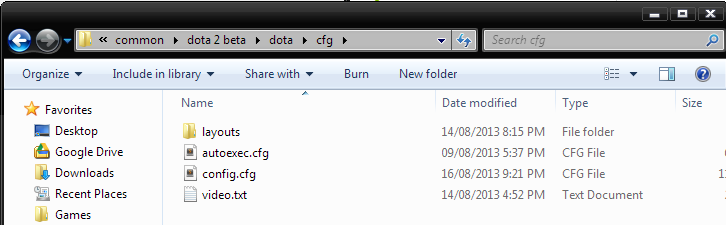 « common ▸ dota 2 beta ▸ dota ▸ cfg ▸ Search cfg
Organize ▾ Include in library ▾ Share with ▾ Burn New folder
Favorites
Desktop
Google Drive
Downloads
Recent Places
Games
Name Date modified Type Size
layouts 14/08/2013 8:15 PM File folder
autoexec.cfg 09/08/2013 5:37 PM CFG File
config.cfg 16/08/2013 9:21 PM CFG File
video.txt 14/08/2013 4:52 PM Text Document